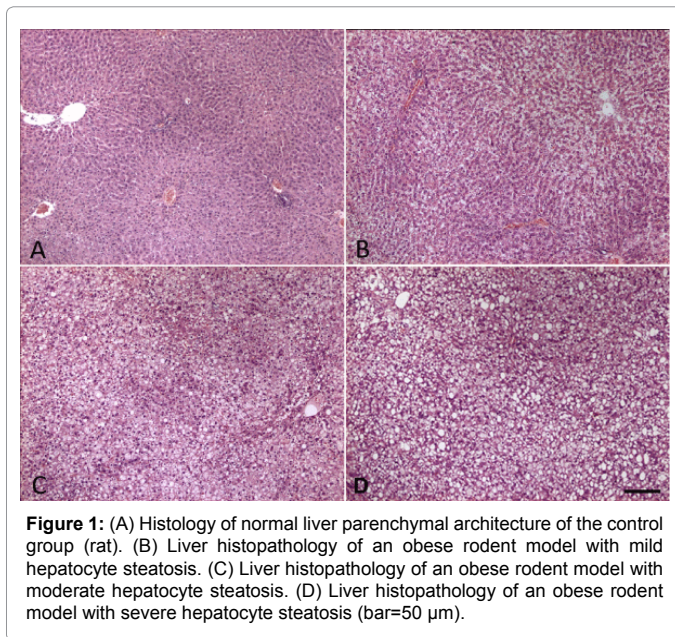 A
B
C
D
Figure 1: (A) Histology of normal liver parenchymal architecture of the control
group (rat). (B) Liver histopathology of an obese rodent model with mild
hepatocyte steatosis. (C) Liver histopathology of an obese rodent model with
moderate hepatocyte steatosis. (D) Liver histopathology of an obese rodent
model with severe hepatocyte steatosis (bar=50 μm).